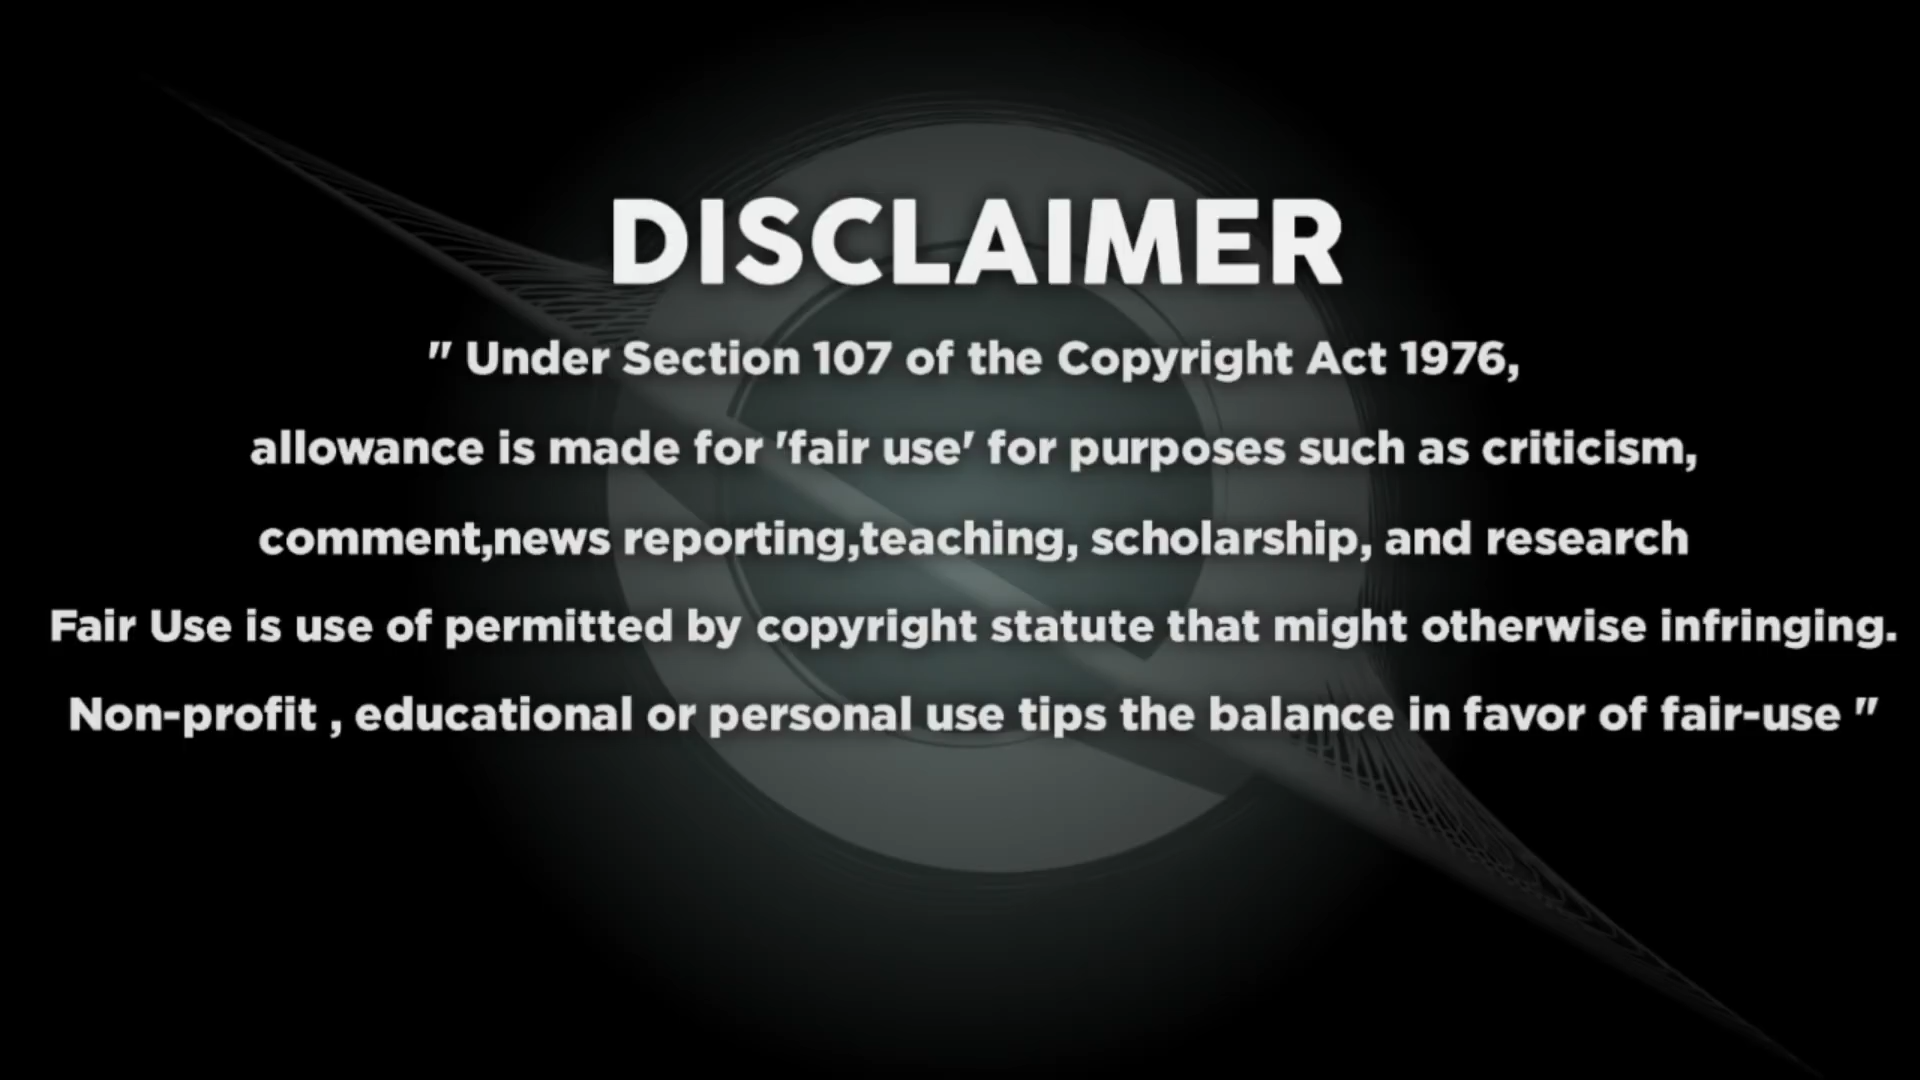 DISCLAIMER
" Under Section 107 of the Copyright Act 1976,
allowance is made for 'fair use' for purposes such as criticism,
comment,news reporting,teaching, scholarship, and research
Fair Use is use of permitted by copyright statute that might otherwise infringing.
Non-profit , educational or personal use tips the balance in favor of fair-use "